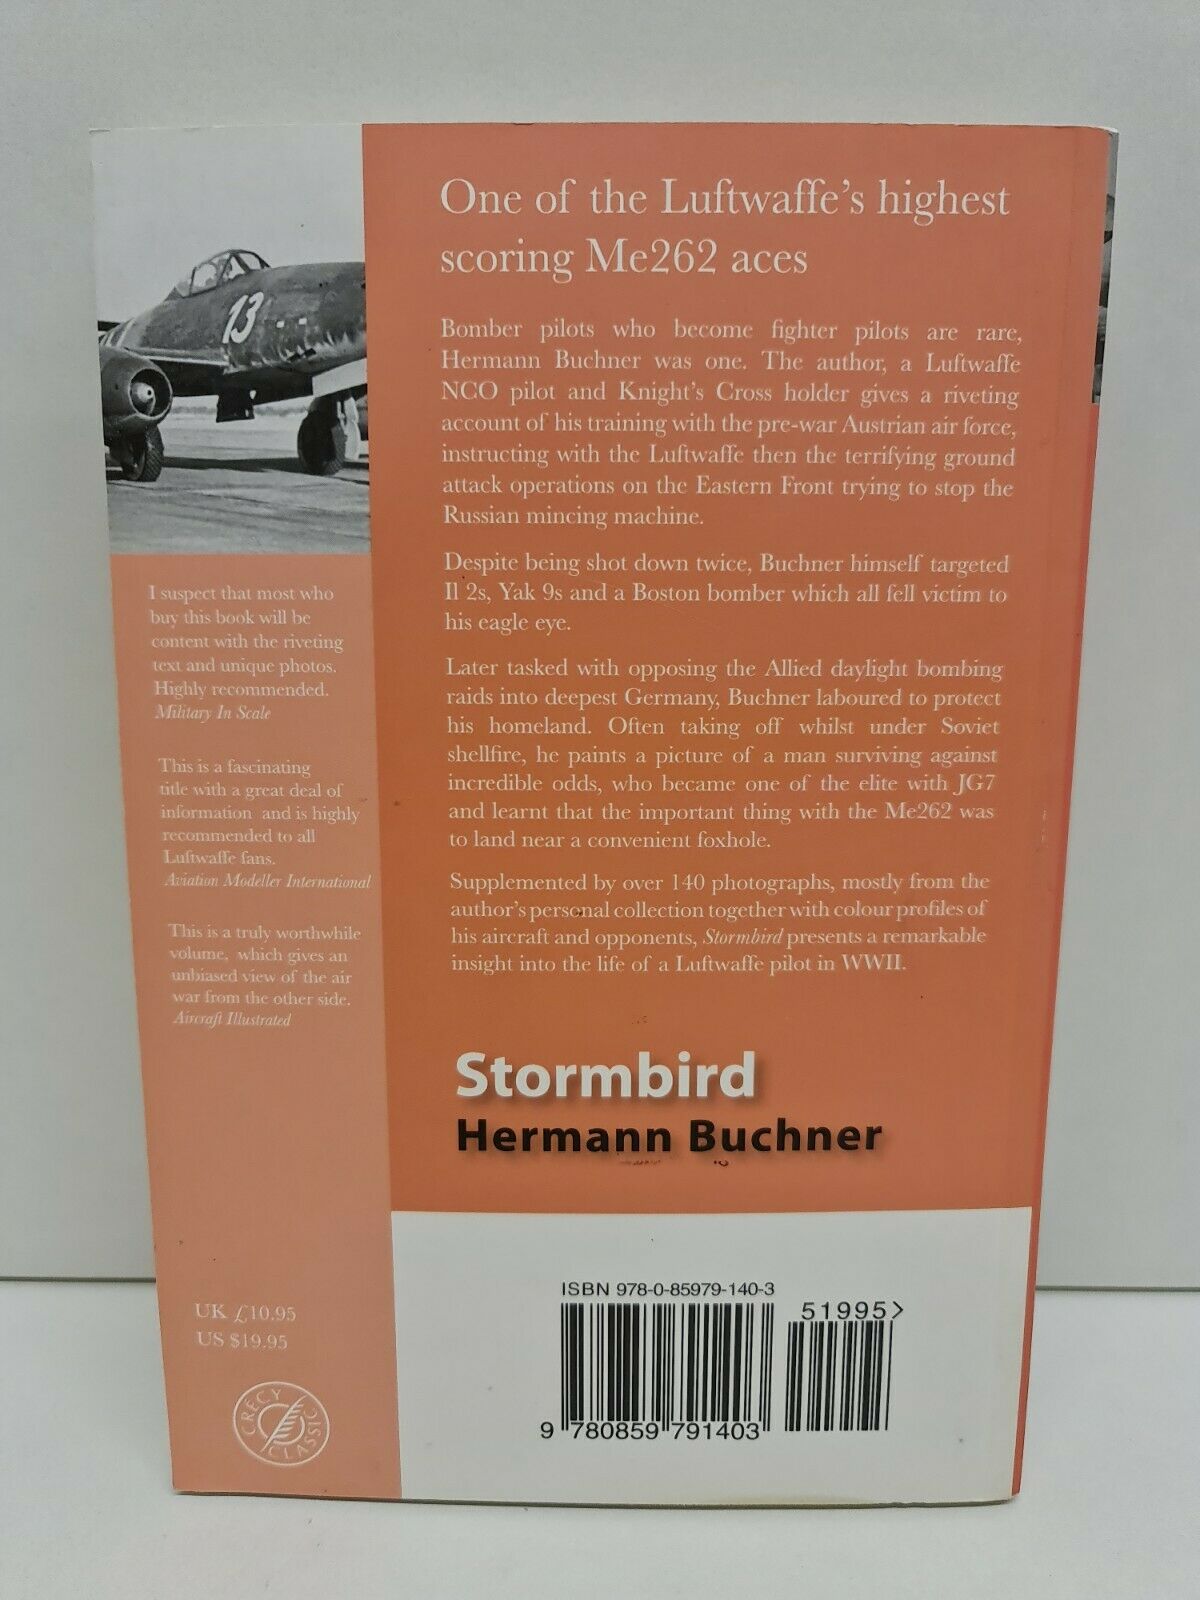 13
One of the Luftwaffe's highest
scoring Me262 aces
Bomber pilots who become fighter pilots are rare,
Hermann Buchner was one. The author, a Luftwaffe
NCO pilot and Knight's Cross holder gives a riveting
account of his training with the pre-war Austrian air force,
instructing with the Luftwaffe then the terrifying ground
attack operations on the Eastern Front trying to stop the
Russian mincing machine.
Despite being shot down twice, Buchner himself targeted
Il 2s, Yak 9s and a Boston bomber which all fell victim to
his eagle eye.
Later tasked with opposing the Allied daylight bombing
raids into deepest Germany, Buchner laboured to protect
his homeland. Often taking off whilst under Soviet
shellfire, he paints a picture of a man surviving against
incredible odds, who became one of the elite with JG7
and learnt that the important thing with the Me262 was
to land near a convenient foxhole.
Supplemented by over 140 photographs, mostly from the
author's personal collection together with colour profiles of
his aircraft and opponents, Stormbird presents a remarkable
insight into the life of a Luftwaffe pilot in WWII.
I suspect that most who
buy this book will be
content with the riveting
text and unique photos.
Highly recommended.
Military In Scale
This is a fascinating
title with a great deal of
information and is highly
recommended to all
Luftwaffe fans.
Aviation Modeller International
This is a truly worthwhile
volume, which gives an
unbiased view of the air
war from the other side.
Aircraft Illustrated
Stormbird
Hermann Buchner
UK £10.95
US $19.95
CRECY
CLASSIC
ISBN 978-0-85979-140-3
51995>
9 780859 791403